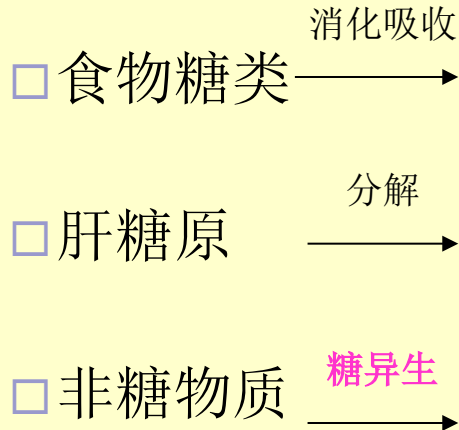 消化吸收
食物糖类
分解
肝糖原
糖异生
非糖物质